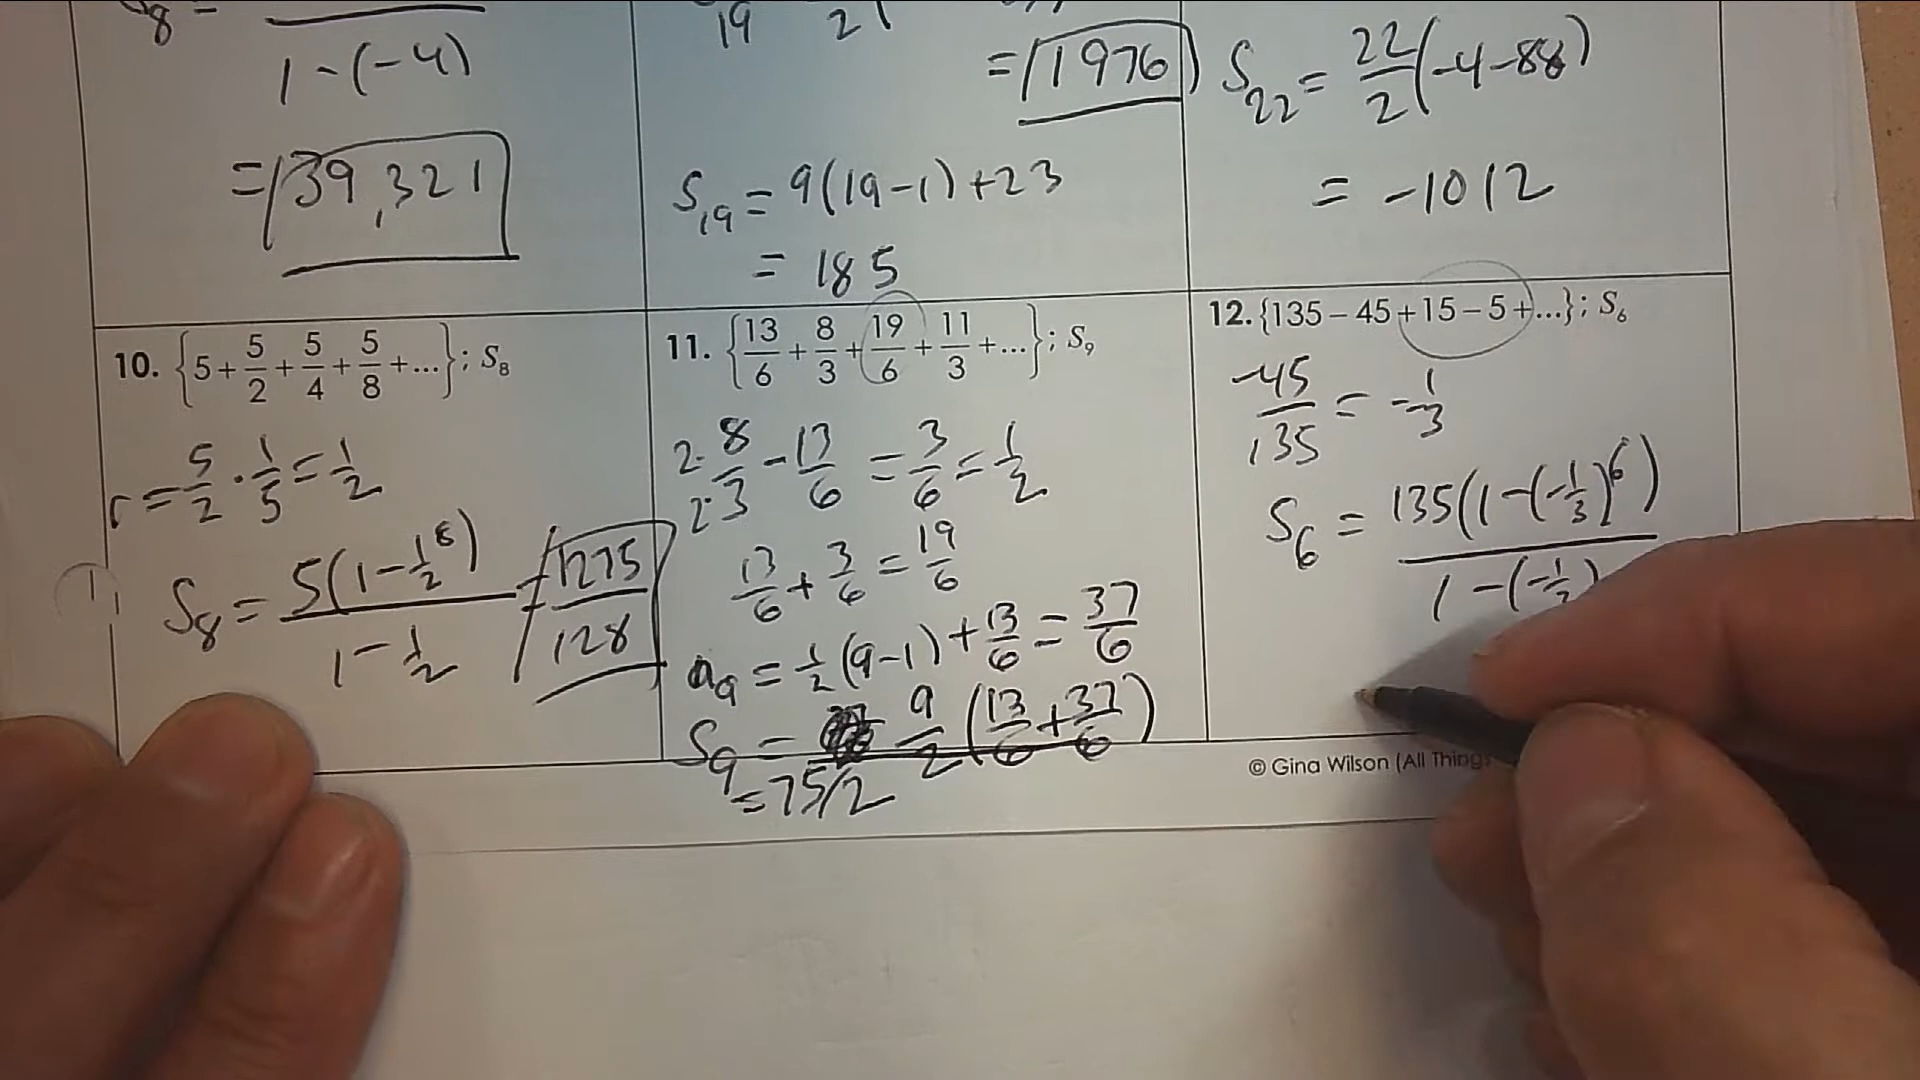 8 =
1-(-4)
= 39,321
19 2
= 1976
S₁₉ = 9(19-1)+23
= 185
S₂₂ = 22/2 (-4-88)
= -1012
10. {5 + 5/2 + 5/4 + 5/8 + ...}; S₈
r = 5/2 · 1/5 = 1/2
S₈ = 5(1 - 1/2⁸) / 1 - 1/2 = 1275/128
11. {13/6 + 8/3 + 19/6 + 11/3 + ...}; S₉
2· 8 / 2· 3 - 13/6 = 3/6 = 1/2
13/6 + 3/6 = 19/6
a₉ = 1/2 (9-1) + 13/6 = 37/6
S₉ = 9/2 (13/6 + 37/6)
= 75/2
12. {135 - 45 + 15 - 5 + ...}; S₆
-45/135 = -1/3
S₆ = 135(1-(-1/3)⁶) / 1-(-1/3)
© Gina Wilson (All Things